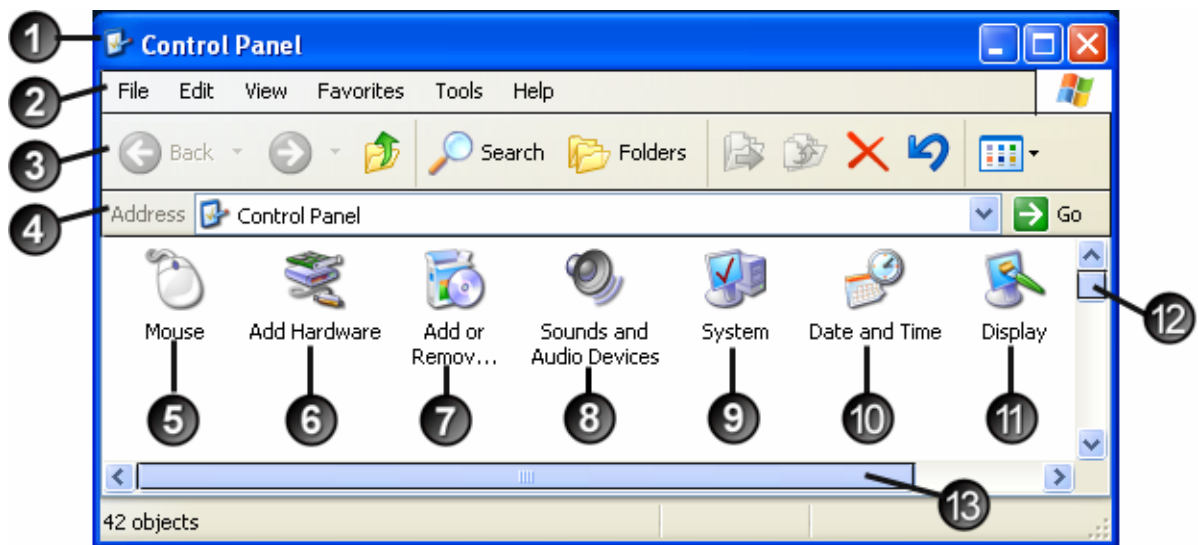 1 Control Panel
2 File Edit View Favorites Tools Help
3 Back Search Folders
4 Address Control Panel Go
Mouse Add Hardware Add or Remov... Sounds and Audio Devices System Date and Time Display
12
5 6 7 8 9 10 11
13
42 objects